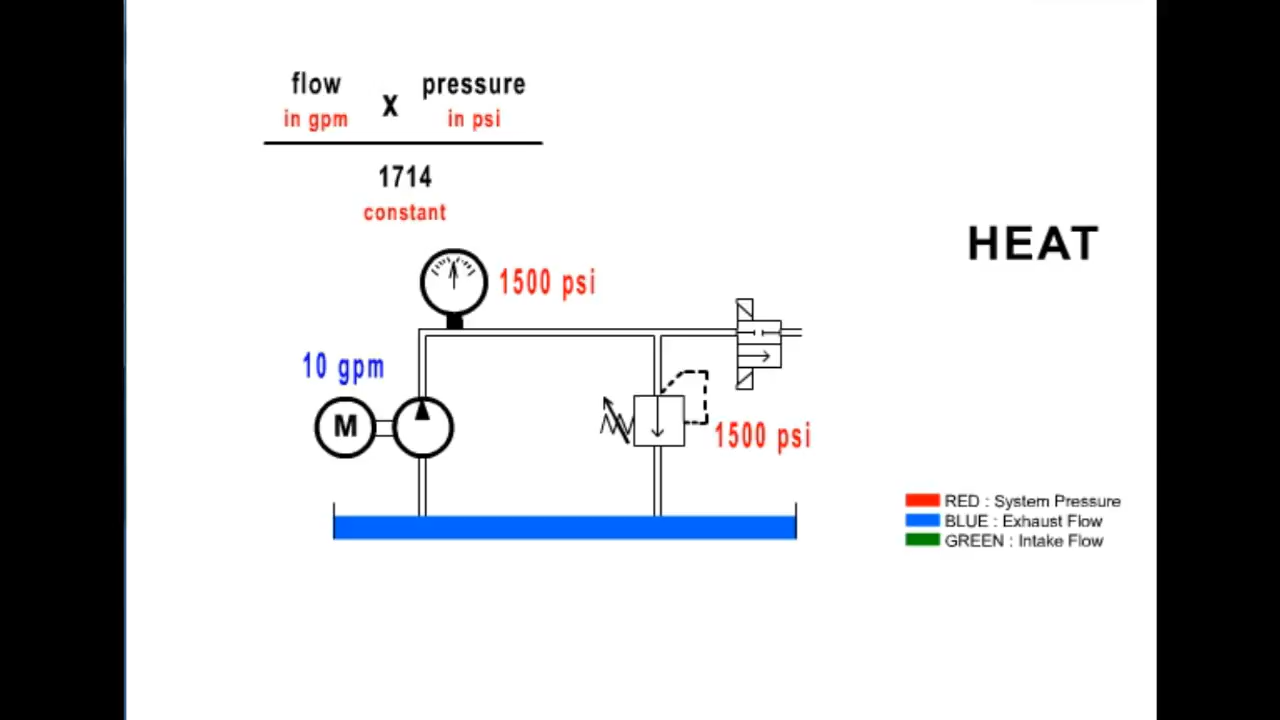 flow X pressure
in gpm in psi
1714
constant
HEAT
1500 psi
10 gpm
M
1500 psi
RED : System Pressure
BLUE : Exhaust Flow
GREEN : Intake Flow